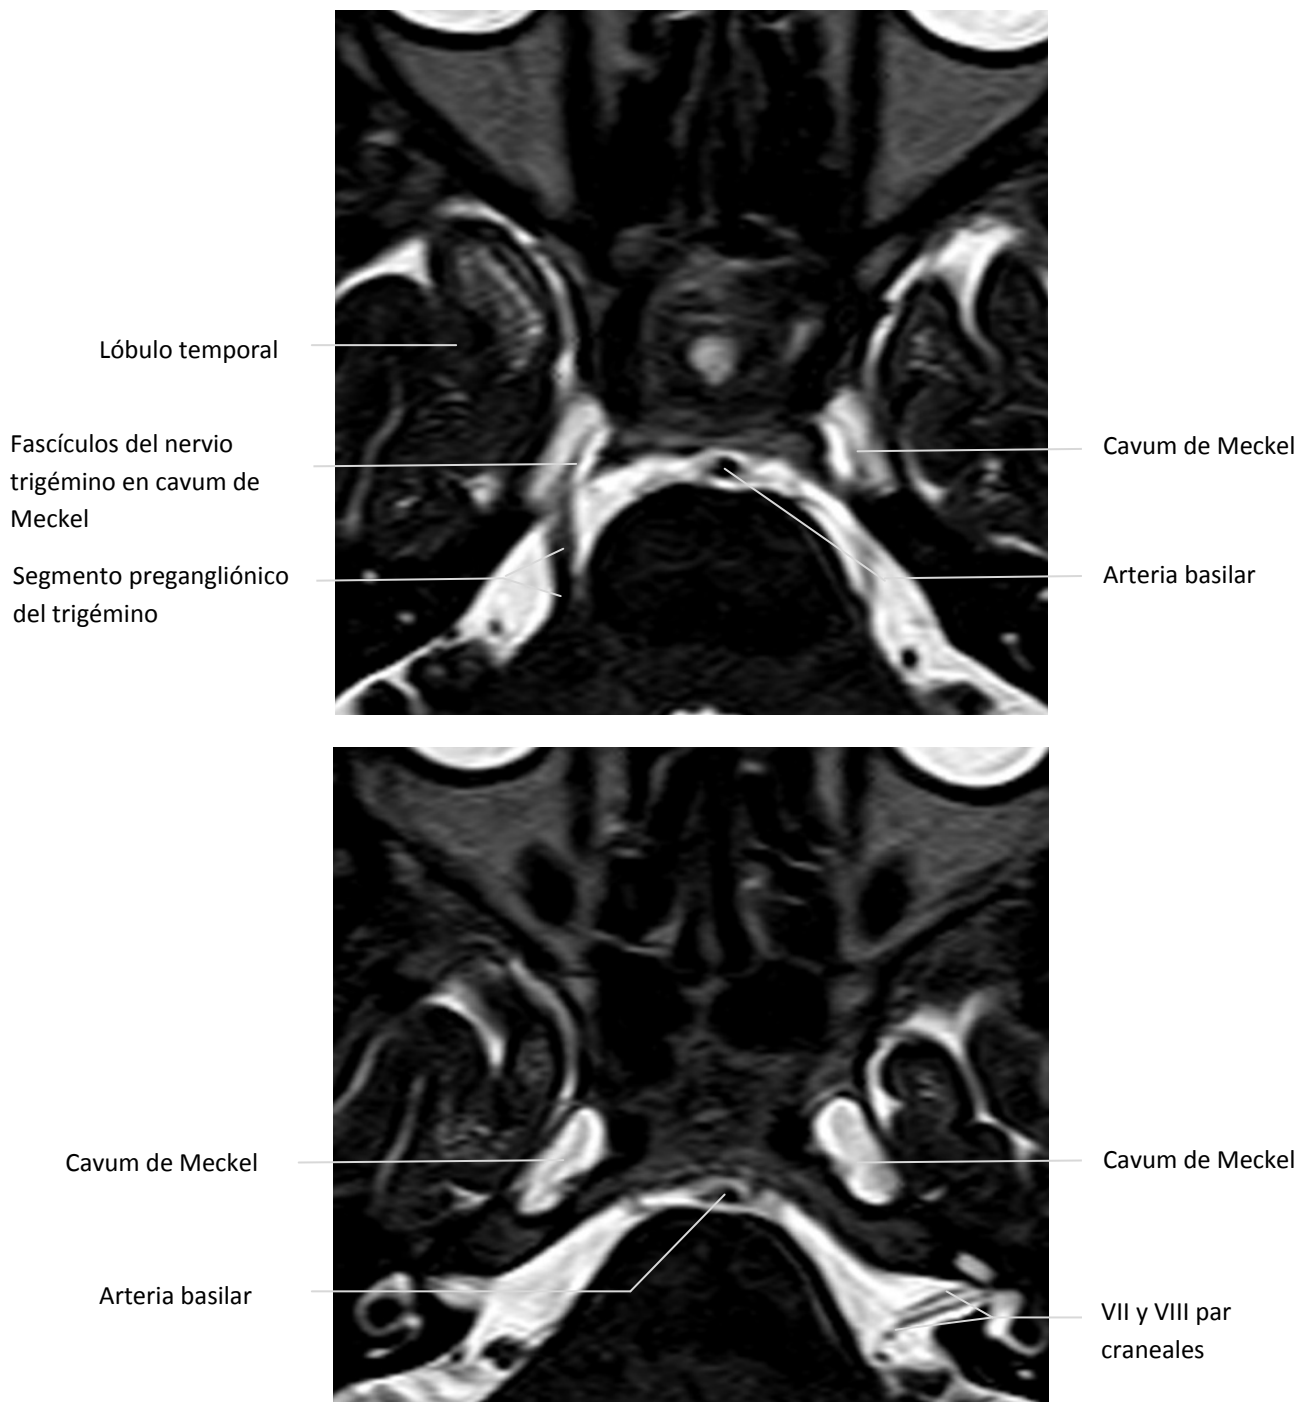 Lóbulo temporal
Fascículos del nervio
trigémino en cavum de
Meckel
Cavum de Meckel
Segmento pregangliónico
del trigémino
Arteria basilar
Cavum de Meckel
Cavum de Meckel
Arteria basilar
VII y VIII par
craneales